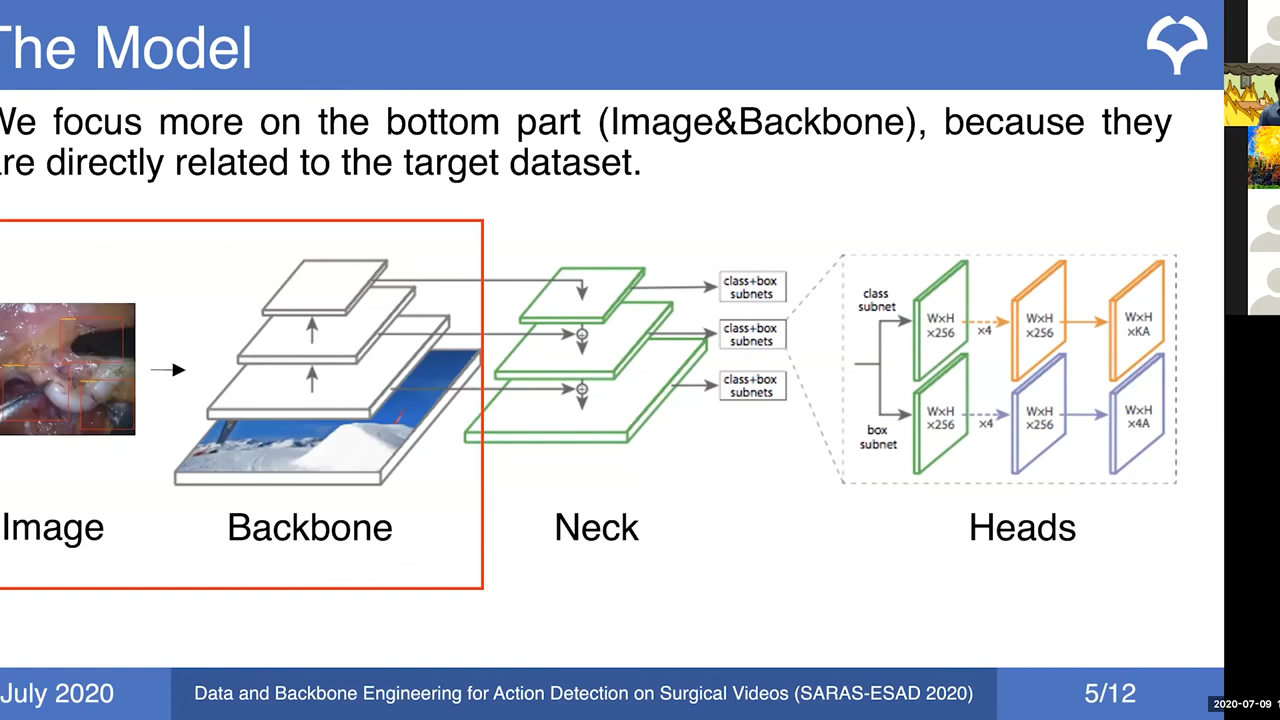 The Model
We focus more on the bottom part (Image&Backbone), because they
are directly related to the target dataset.
class+box
subnets
class+box
subnets
class+box
subnets
class
subnet
W×H
×256
×4
W×H
×256
W×H
×KA
box
subnet
W×H
×256
×4
W×H
×256
W×H
×4A
Image
Backbone
Neck
Heads
July 2020
Data and Backbone Engineering for Action Detection on Surgical Videos (SARAS-ESAD 2020)
5/12
2020-07-09